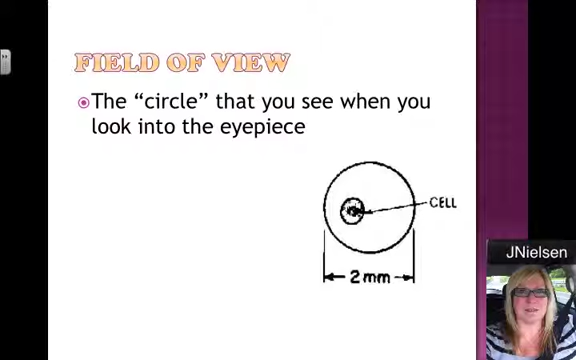 FIELD OF VIEW
The “circle” that you see when you
look into the eyepiece
CELL
2 mm
JNielsen